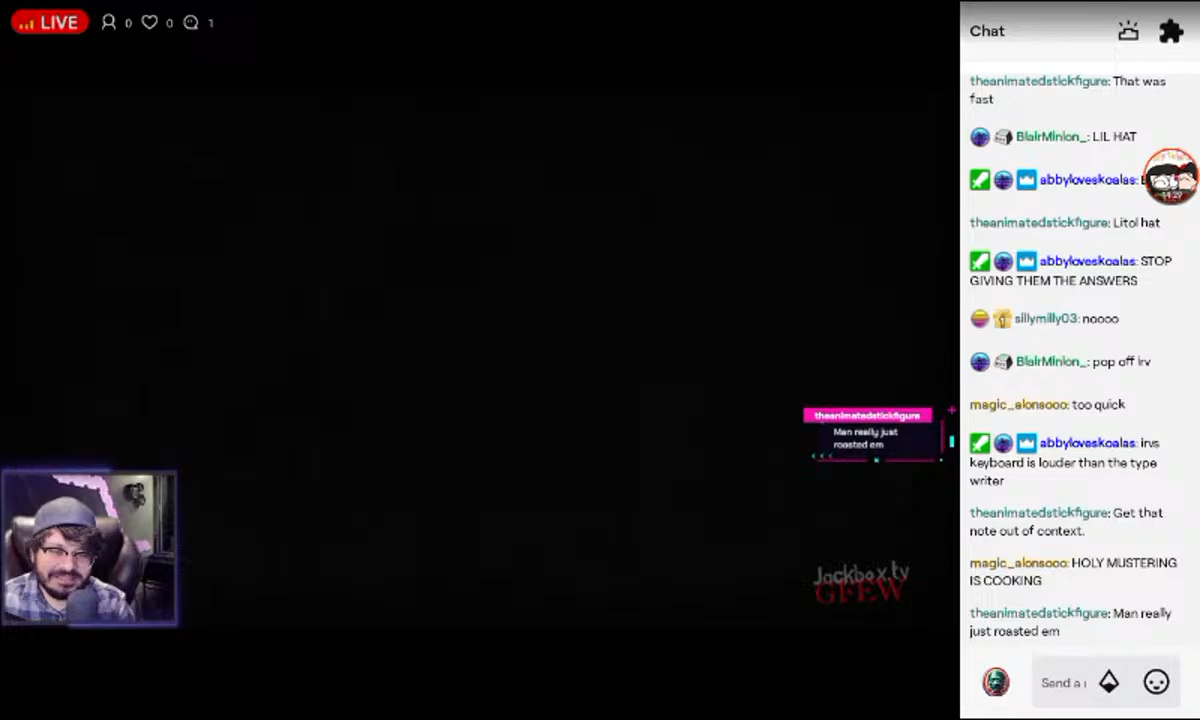 LIVE 0 0 1
Chat
theanimatedstickfigure: That was
fast
BlairMinion_: LIL HAT
abbyloveskoalas:
theanimatedstickfigure: Litol hat
abbyloveskoalas: STOP
GIVING THEM THE ANSWERS
sillymilly03: noooo
BlairMinion_: pop off irv
magic_alonsooo: too quick
abbyloveskoalas: irvs
keyboard is louder than the type
writer
theanimatedstickfigure: Get that
note out of context.
magic_alonsooo: HOLY MUSTERING
IS COOKING
theanimatedstickfigure: Man really
just roasted em
Send a
theanimatedstickfigure
Man really just
roasted em
Jackbox.tv
GFEW